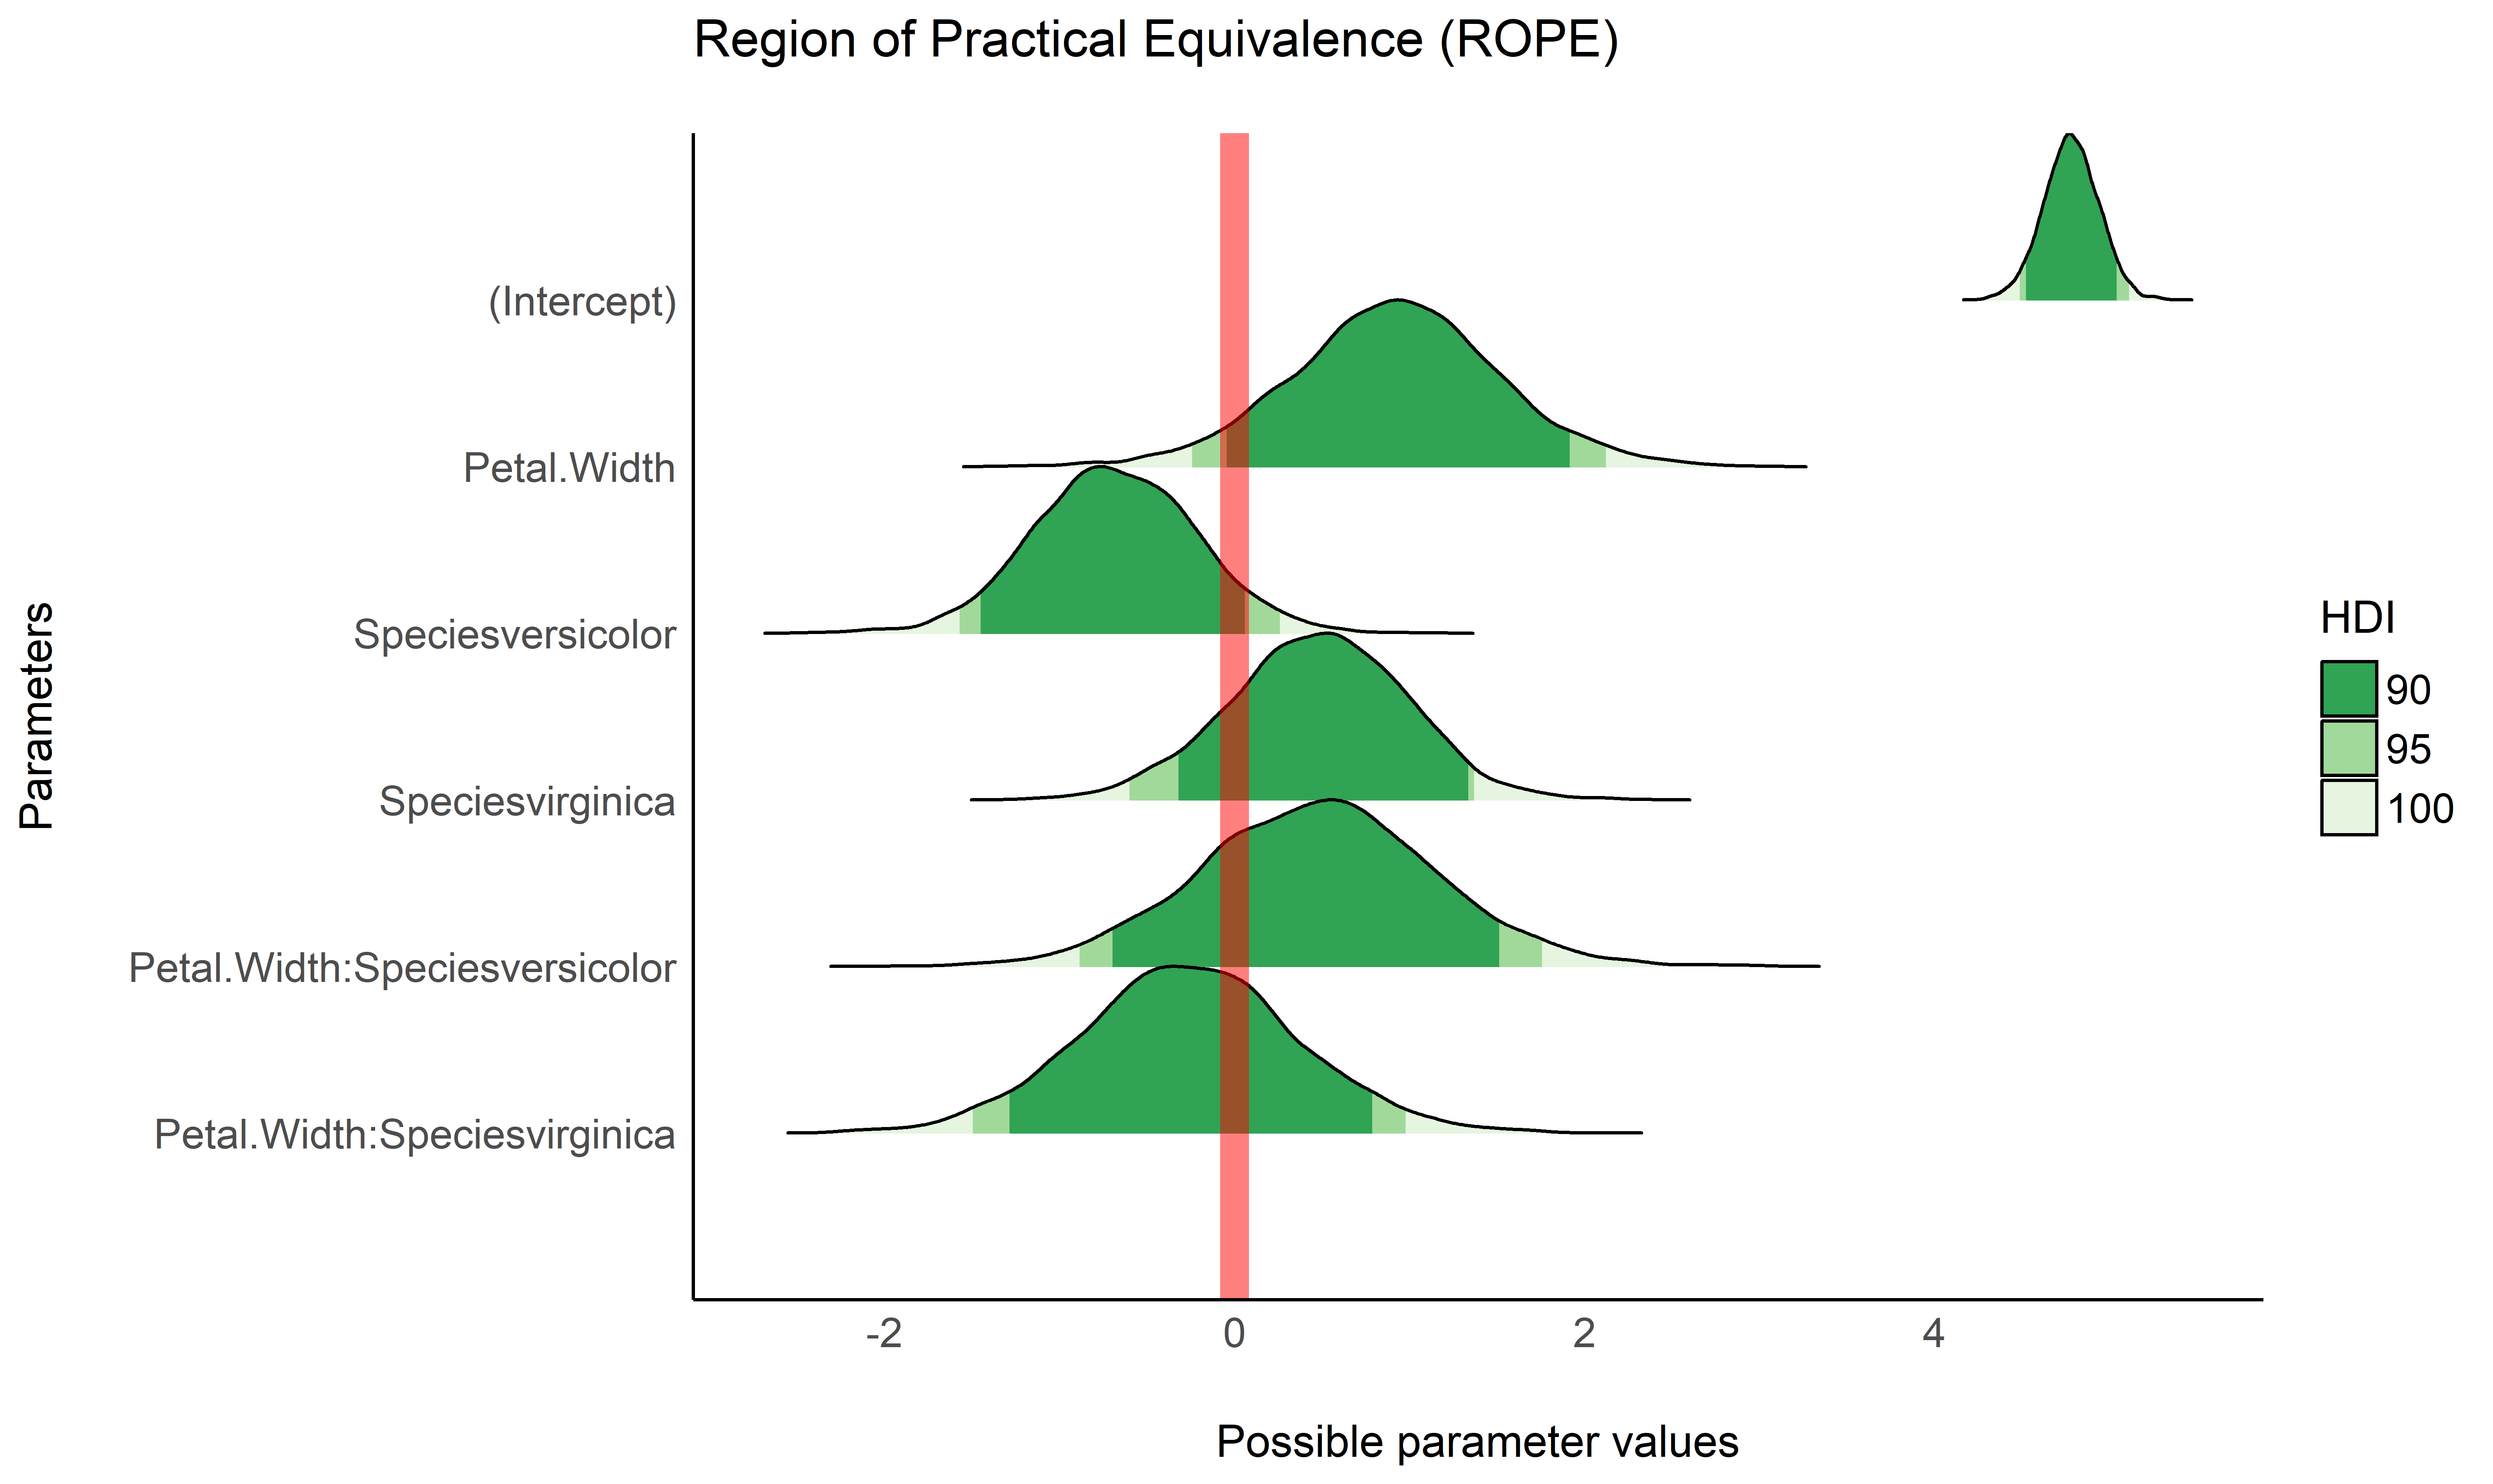 Region of Practical Equivalence (ROPE)
(Intercept)
Petal.Width
Speciesversicolor
Speciesvirginica
Petal.Width:Speciesversicolor
Petal.Width:Speciesvirginica
Parameters
-2
0
2
4
Possible parameter values
HDI
90
95
100